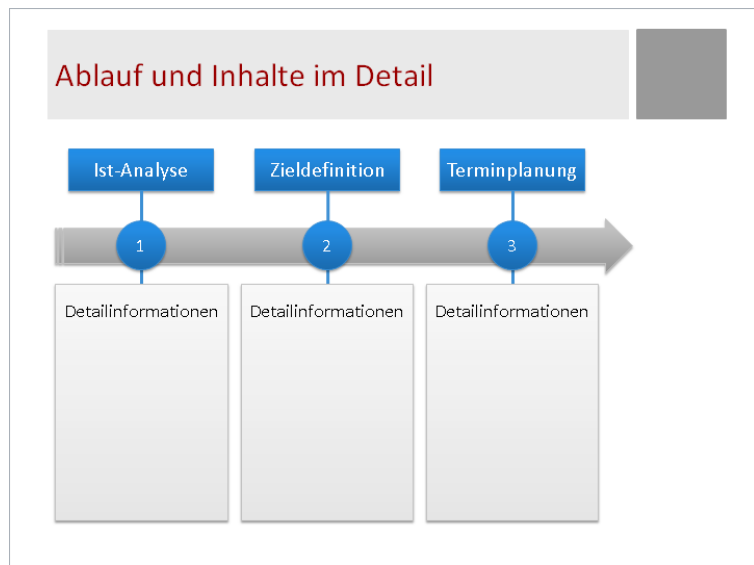 Ablauf und Inhalte im Detail
Ist-Analyse
Zieldefinition
Terminplanung
1
2
3
Detailinformationen
Detailinformationen
Detailinformationen